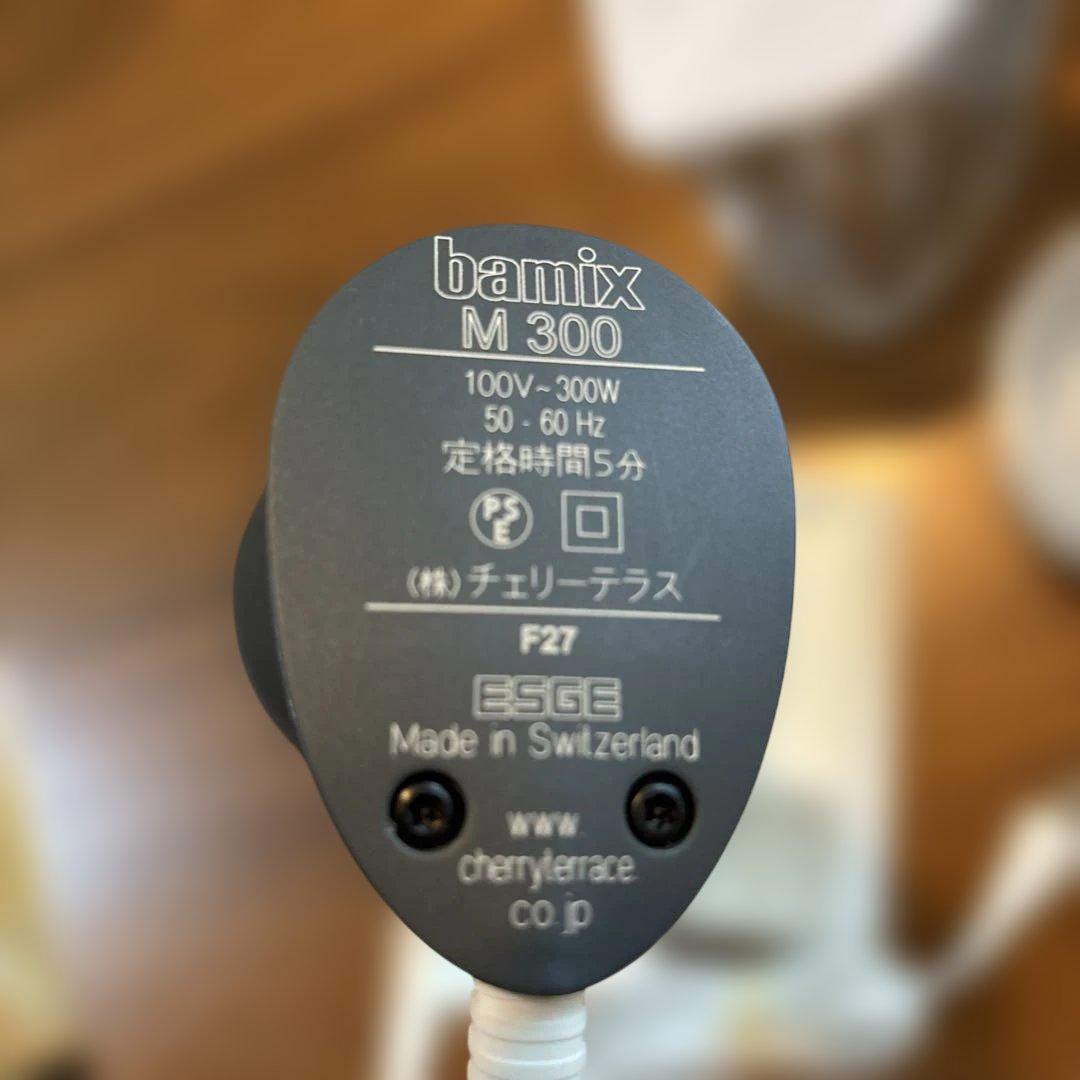 bamix
M 300
100V~300W
50 - 60 Hz
定格時間5分
PS
E
(株)チェリーテラス
F27
ESGE
Made in Switzerland
www.
cherryterrace.
co.jp